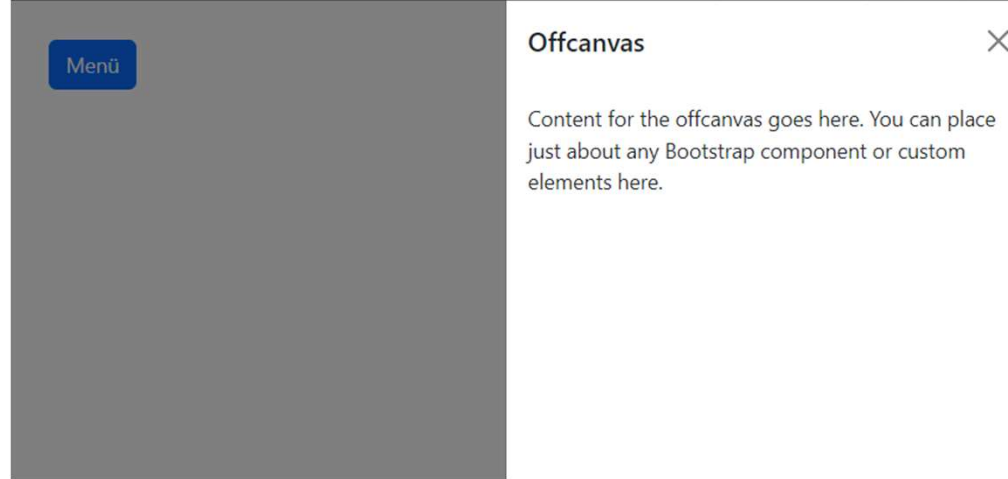 Menü
Offcanvas
Content for the offcanvas goes here. You can place
just about any Bootstrap component or custom
elements here.